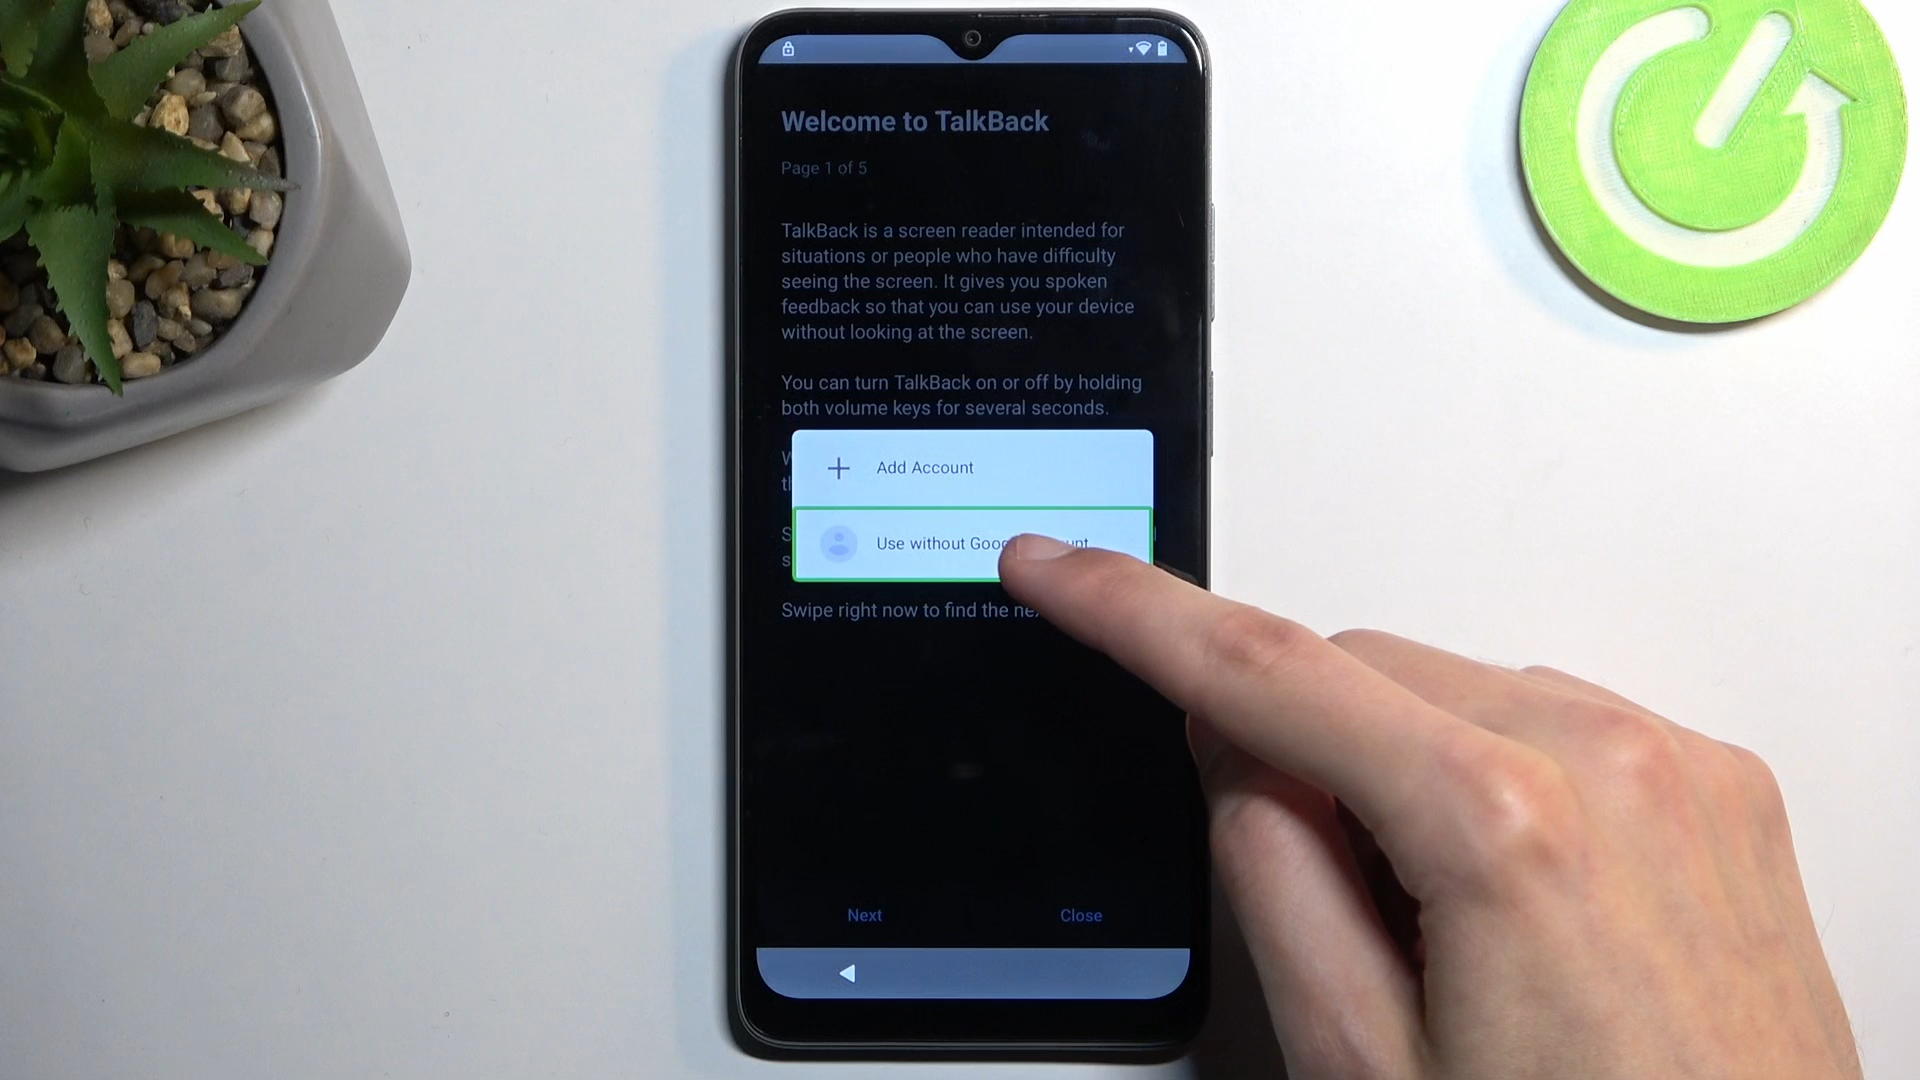 Welcome to TalkBack
Page 1 of 5
TalkBack is a screen reader intended for
situations or people who have difficulty
seeing the screen. It gives you spoken
feedback so that you can use your device
without looking at the screen.
You can turn TalkBack on or off by holding
both volume keys for several seconds.
Add Account
Use without
Swipe right now to find the
Next
Close